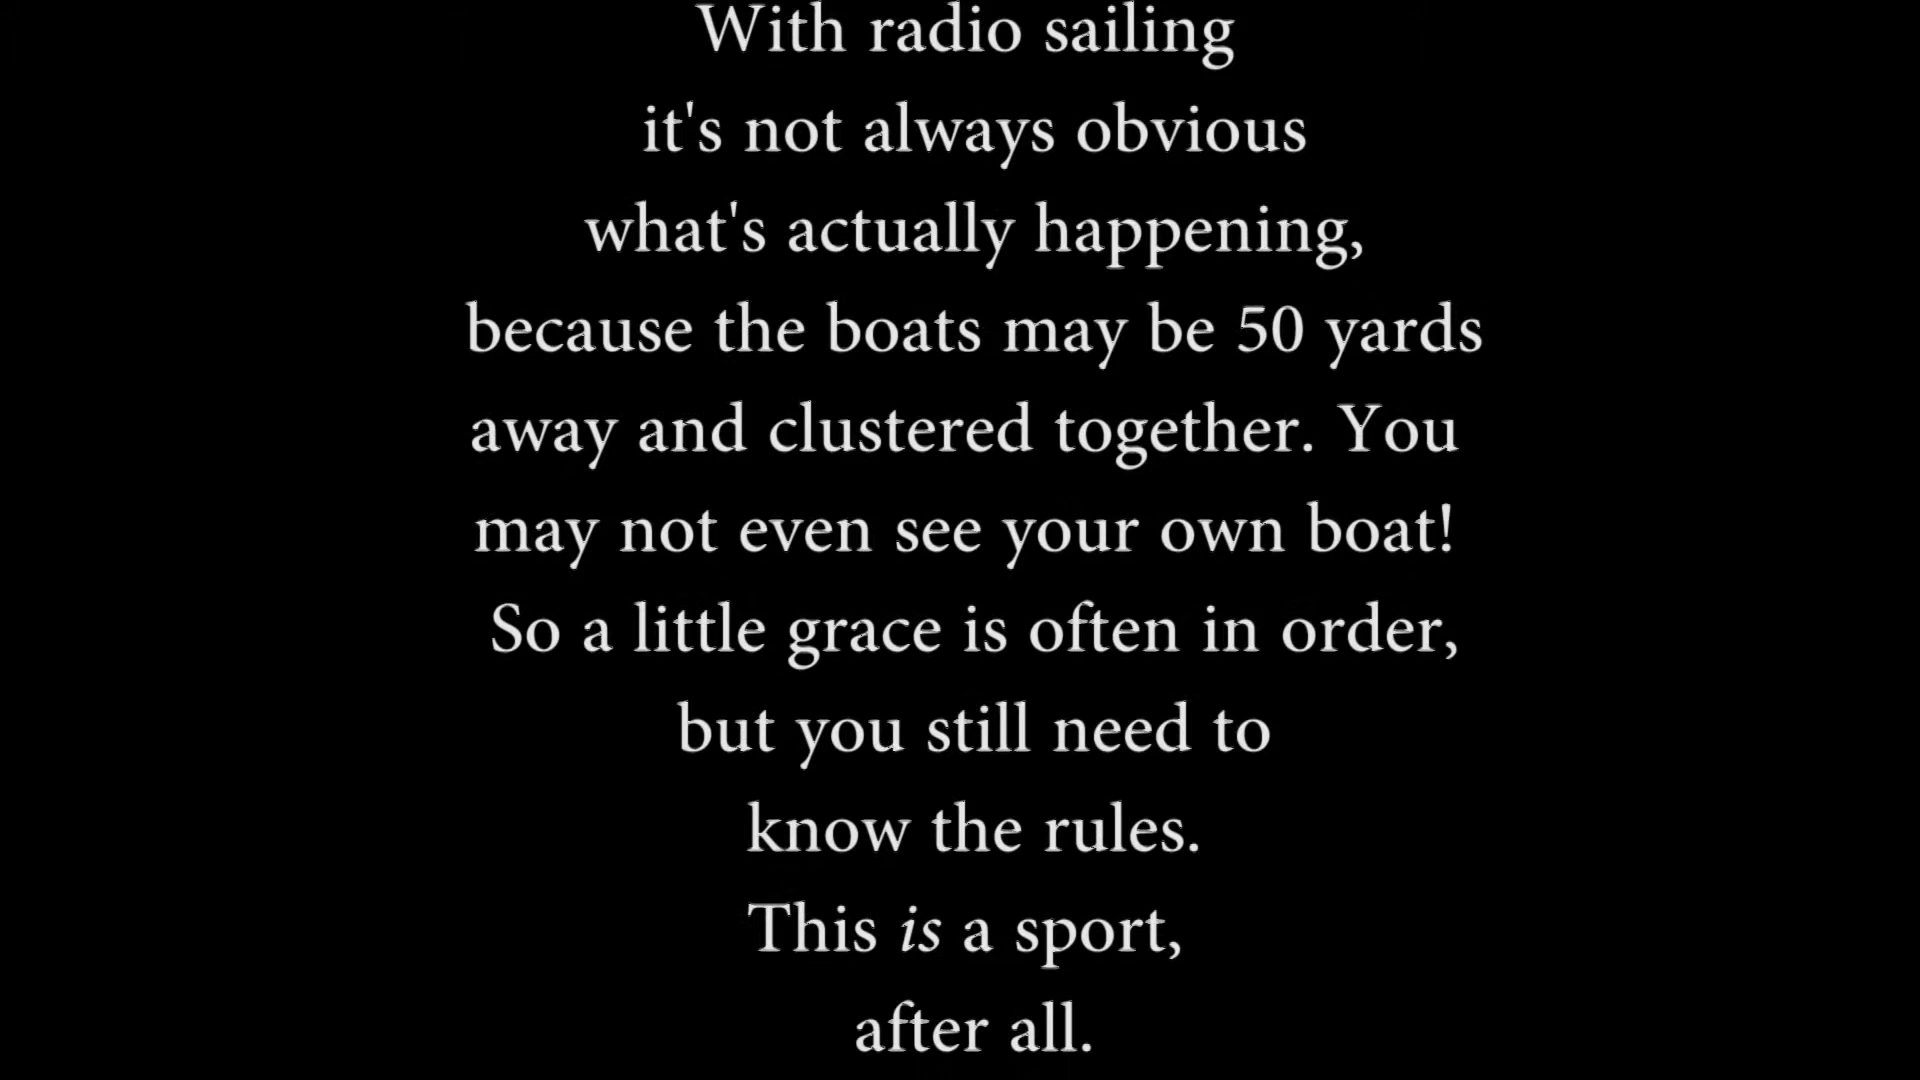 With radio sailing
it's not always obvious
what's actually happening,
because the boats may be 50 yards
away and clustered together. You
may not even see your own boat!
So a little grace is often in order,
but you still need to
know the rules.
This is a sport,
after all.